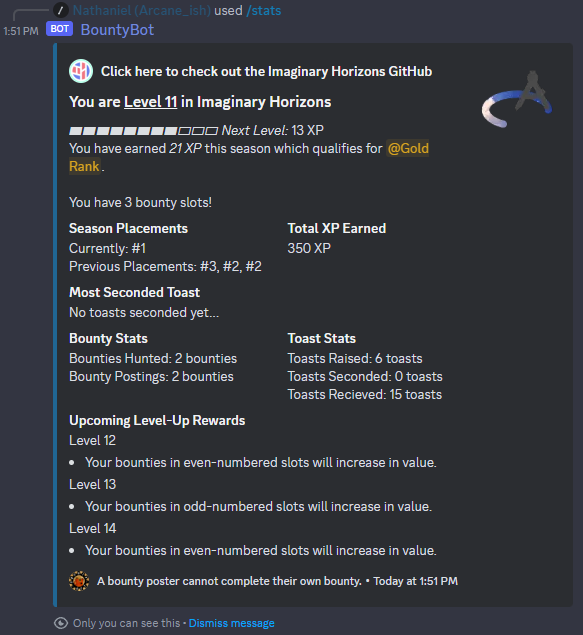 Nathaniel (Arcane_ish) used /stats
1:51 PM BOT BountyBot
Click here to check out the Imaginary Horizons GitHub
You are Level 11 in Imaginary Horizons
Next Level: 13 XP
You have earned 21 XP this season which qualifies for @Gold
Rank.
You have 3 bounty slots!
Season Placements
Currently: #1
Previous Placements: #3, #2, #2
Total XP Earned
350 XP
Most Seconded Toast
No toasts seconded yet...
Bounty Stats
Bounties Hunted: 2 bounties
Bounty Postings: 2 bounties
Toast Stats
Toasts Raised: 6 toasts
Toasts Seconded: 0 toasts
Toasts Recieved: 15 toasts
Upcoming Level-Up Rewards
Level 12
• Your bounties in even-numbered slots will increase in value.
Level 13
• Your bounties in odd-numbered slots will increase in value.
Level 14
• Your bounties in even-numbered slots will increase in value.
A bounty poster cannot complete their own bounty. • Today at 1:51 PM
Only you can see this • Dismiss message